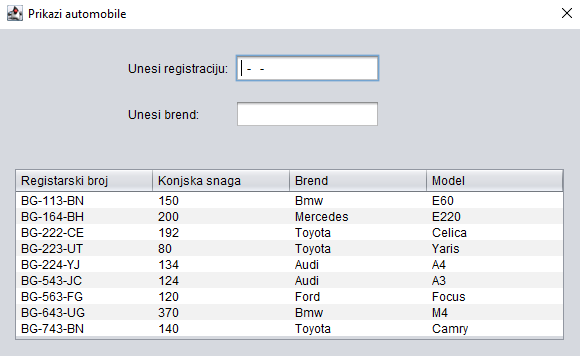 Prikazi automobile
Unesi registraciju: - -
Unesi brend:
Registarski broj Konjska snaga Brend Model
BG-113-BN 150 Bmw E60
BG-164-BH 200 Mercedes E220
BG-222-CE 192 Toyota Celica
BG-223-UT 80 Toyota Yaris
BG-224-YJ 134 Audi A4
BG-543-JC 124 Audi A3
BG-563-FG 120 Ford Focus
BG-643-UG 370 Bmw M4
BG-743-BN 140 Toyota Camry